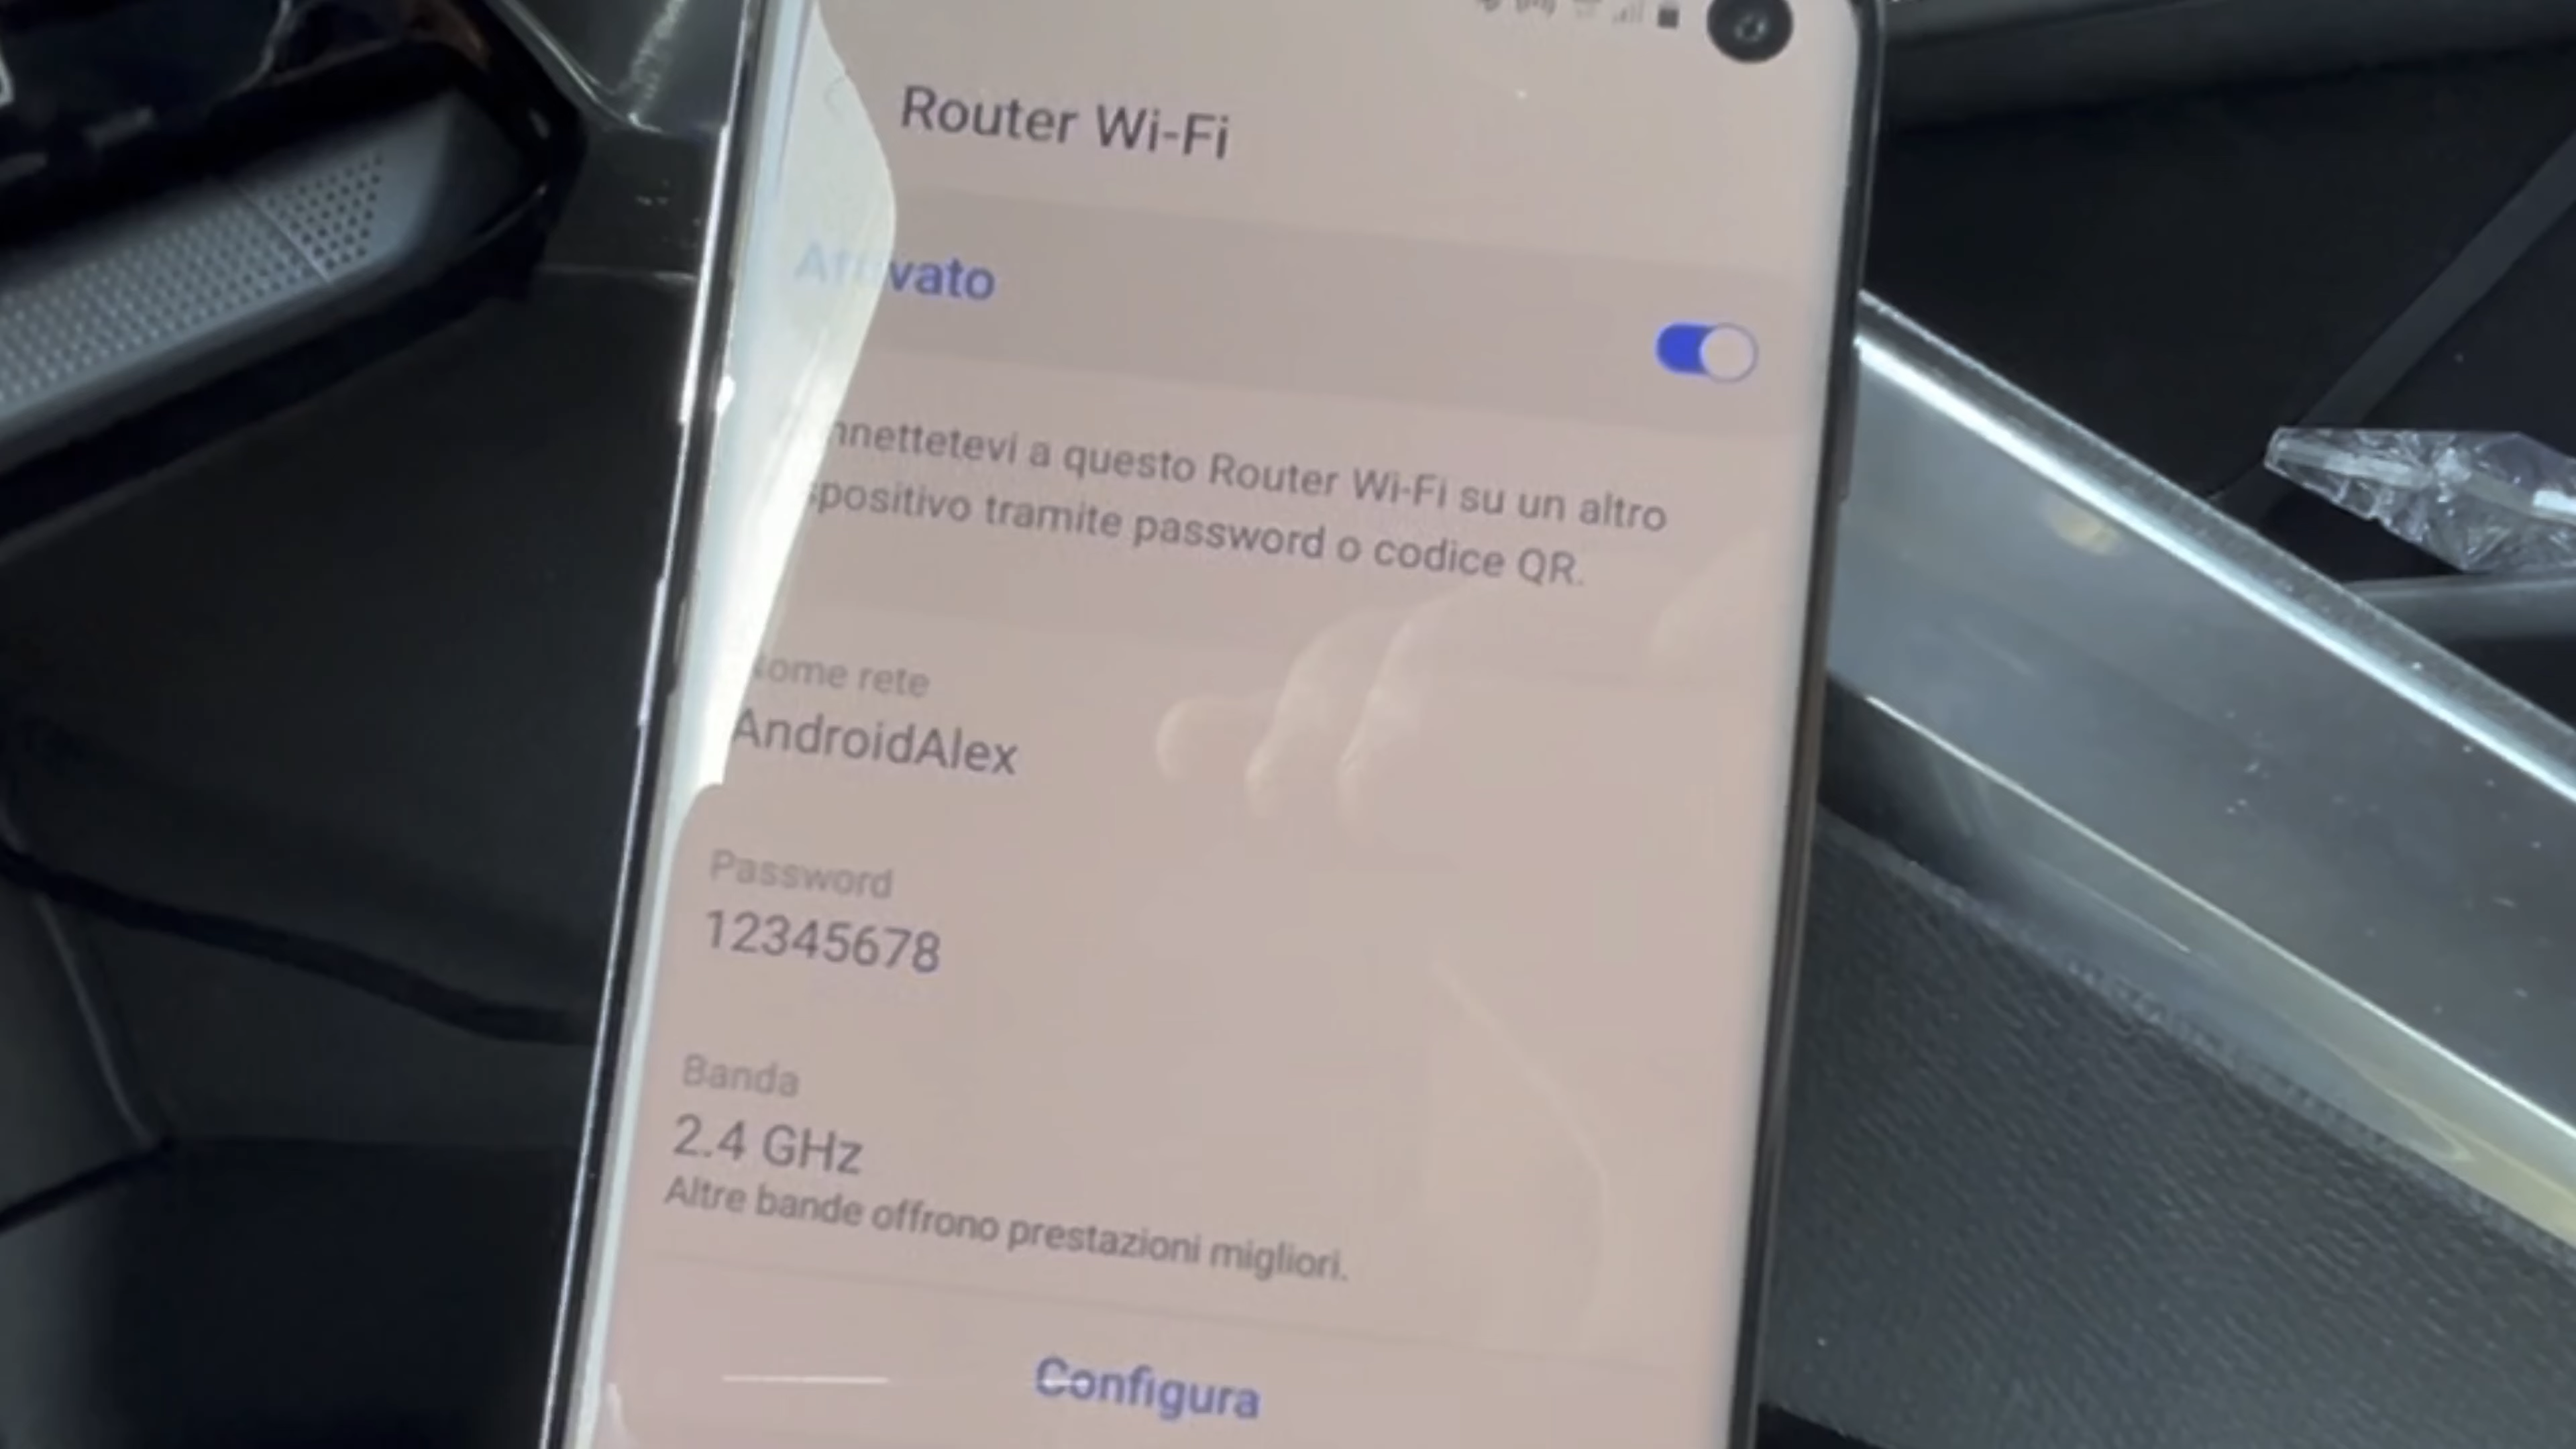 Router Wi-Fi
Attivato
nnettetevi a questo Router Wi-Fi su un altro
spositivo tramite password o codice QR.
Nome rete
AndroidAlex
Password
12345678
Banda
2.4 GHz
Altre bande offrono prestazioni migliori.
Configura